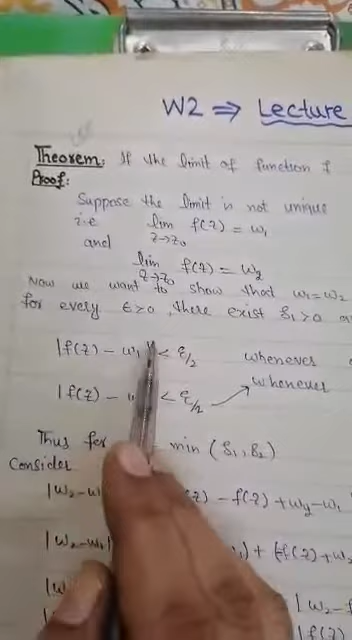 W2 ⇒ Lecture
Theorem: If the limit of function f
Proof:
Suppose the limit is not unique
i.e lim f(z) = w₁
z→z₀
and
lim f(z) = w₂
z→z₀
Now we want to show that w₁=w₂
for every ϵ>0, there exist δ₁>0
|f(z) - w₁| < ε/2 whenever
|f(z) - < ε/2 whenever
Thus for = min (δ₁,δ₂)
Consider
|w₂-w - f(z) + w₂-w₁
|w₂-w₁| ) + (-f(z)+w₂
|w₂-f
|f(z)